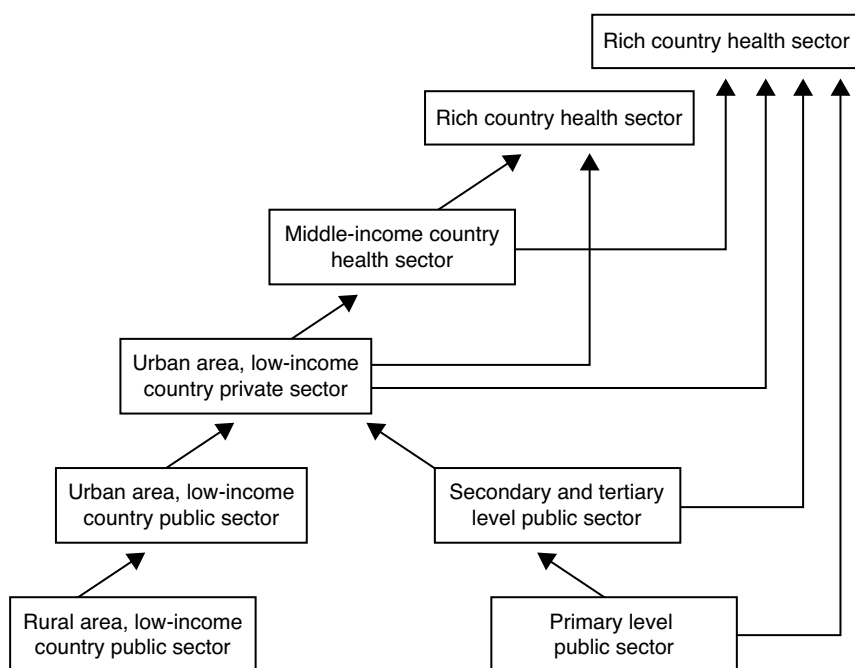 Rich country health sector
Rich country health sector
Middle-income country
health sector
Urban area, low-income
country private sector
Urban area, low-income
country public sector
Secondary and tertiary
level public sector
Rural area, low-income
country public sector
Primary level
public sector